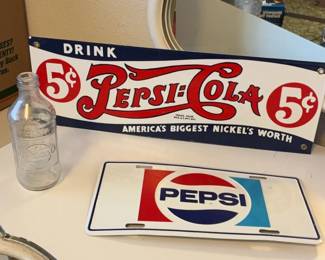 DRINK
5¢ PEPSI=COLA 5¢
AMERICA'S BIGGEST NICKEL'S WORTH
PEPSI